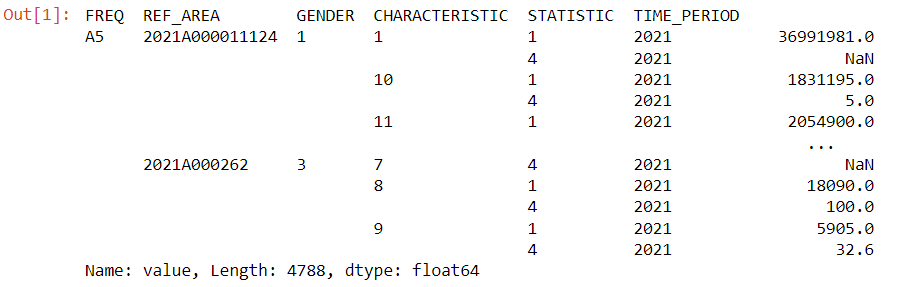 Out[1]: FREQ  REF_AREA        GENDER  CHARACTERISTIC  STATISTIC  TIME_PERIOD
A5    2021A000011124  1       1               1          2021           36991981.0
4          2021                  NaN
10              1          2021            1831195.0
4          2021                  5.0
11              1          2021            2054900.0
...
2021A000262     3       7               4          2021                  NaN
8               1          2021              18090.0
4          2021                100.0
9               1          2021               5905.0
4          2021                 32.6
Name: value, Length: 4788, dtype: float64